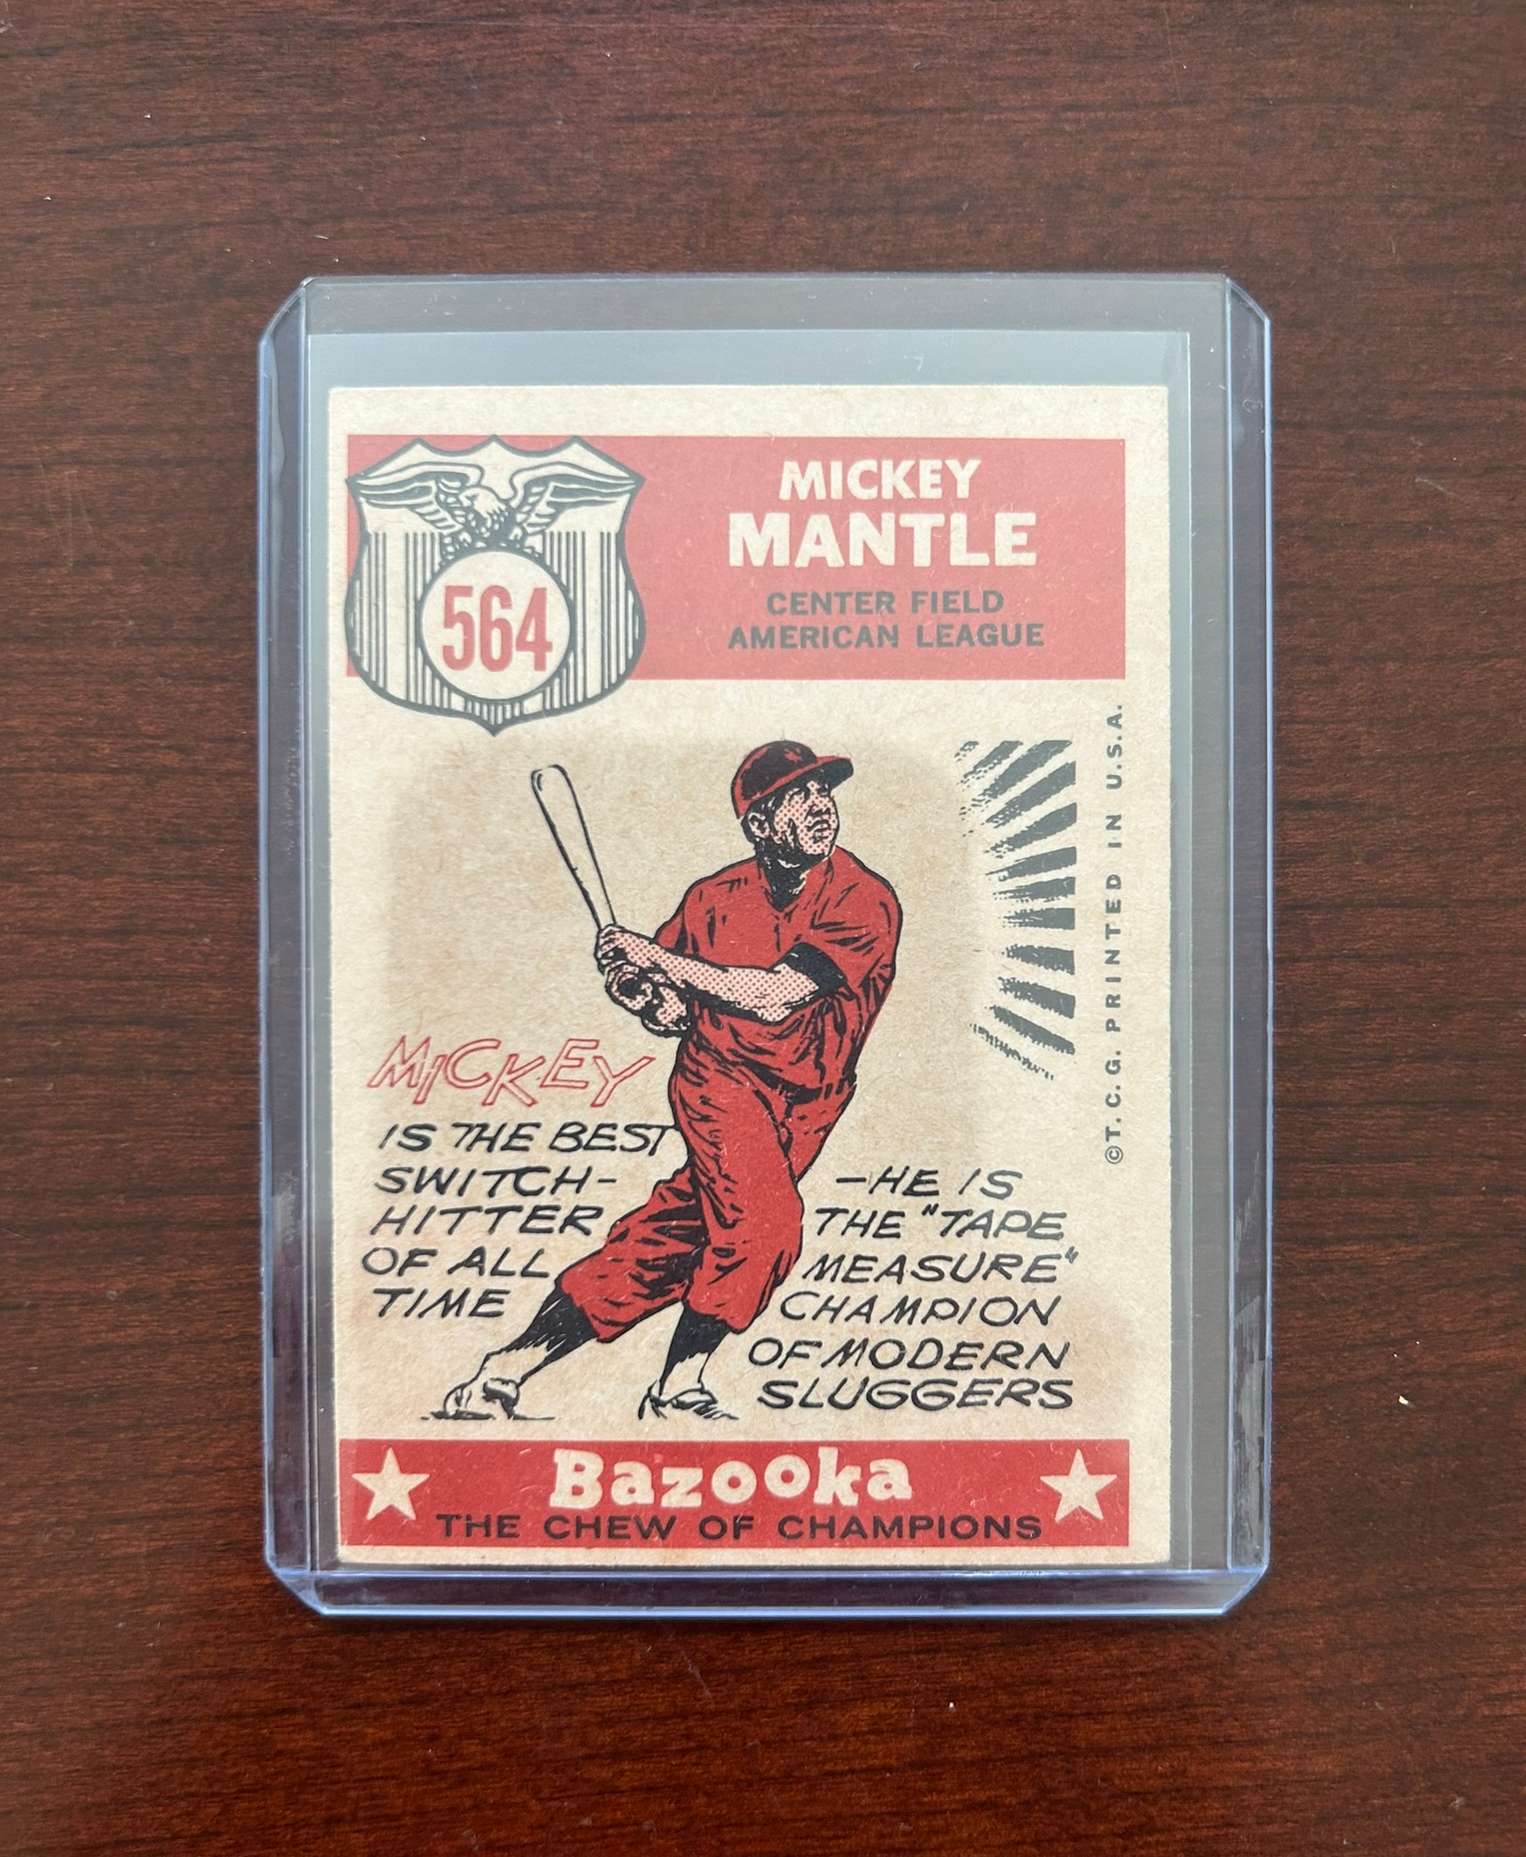 MICKEY
MANTLE
CENTER FIELD
AMERICAN LEAGUE
564
©T. C. G. PRINTED IN U.S.A.
MICKEY
IS THE BEST
SWITCH-
HITTER
OF ALL
TIME
—HE IS
THE "TAPE
MEASURE"
CHAMPION
OF MODERN
SLUGGERS
Bazooka
THE CHEW OF CHAMPIONS